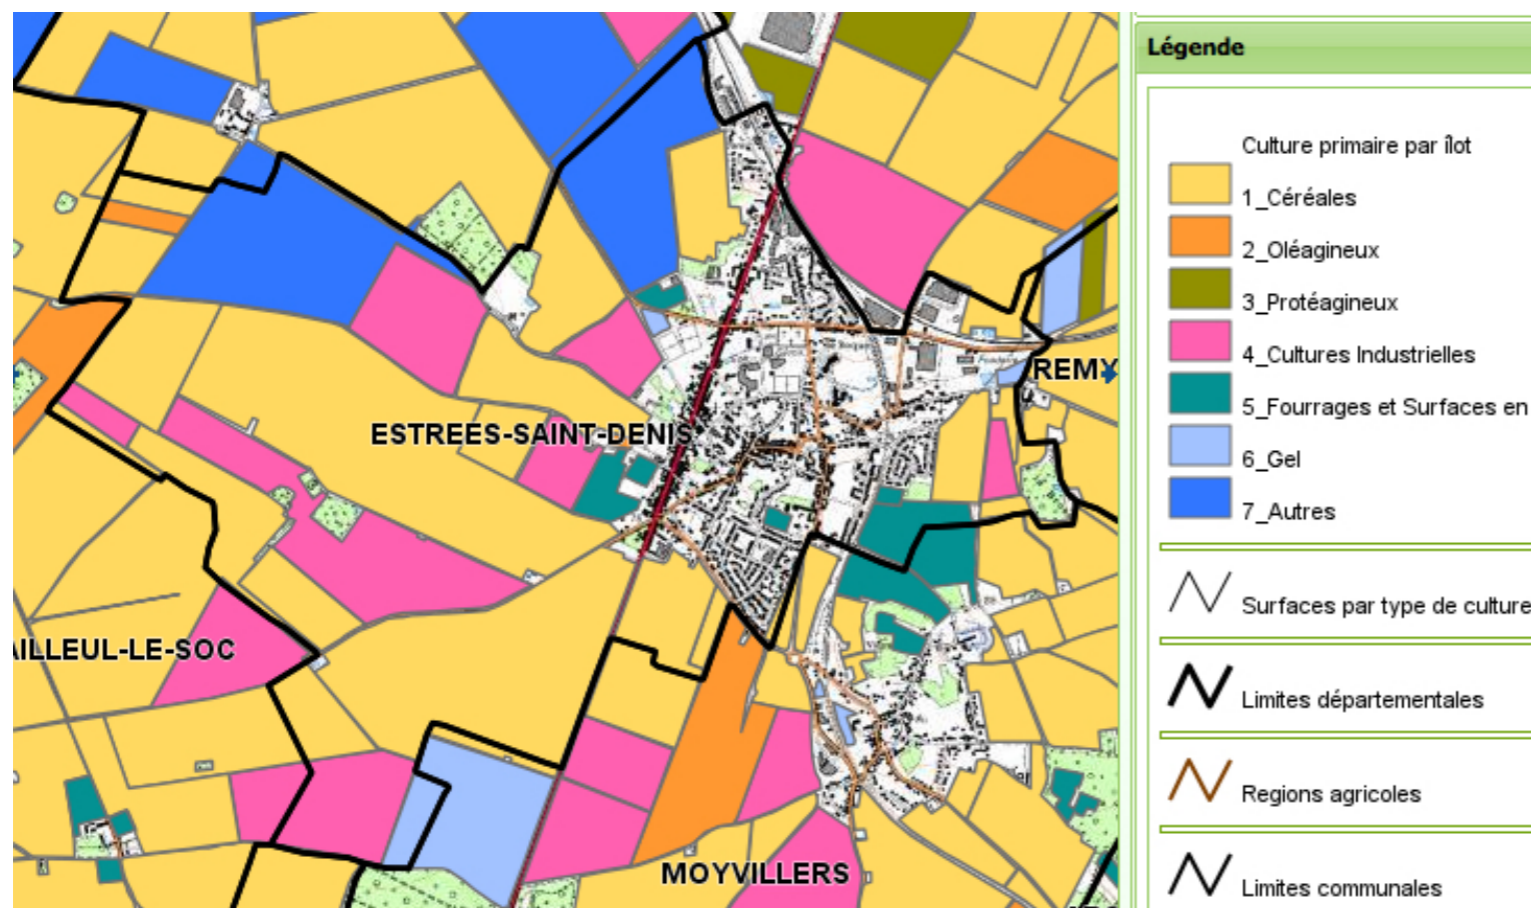 Légende
Culture primaire par îlot
1_Céréales
2_Oléagineux
3_Protéagineux
4_Cultures Industrielles
5_Fourrages et Surfaces en
6_Gel
7_Autres
Surfaces par type de culture
Limites départementales
Regions agricoles
Limites communales
REMY
ESTREES-SAINT-DENIS
AILLEUL-LE-SOC
MOYVILLERS